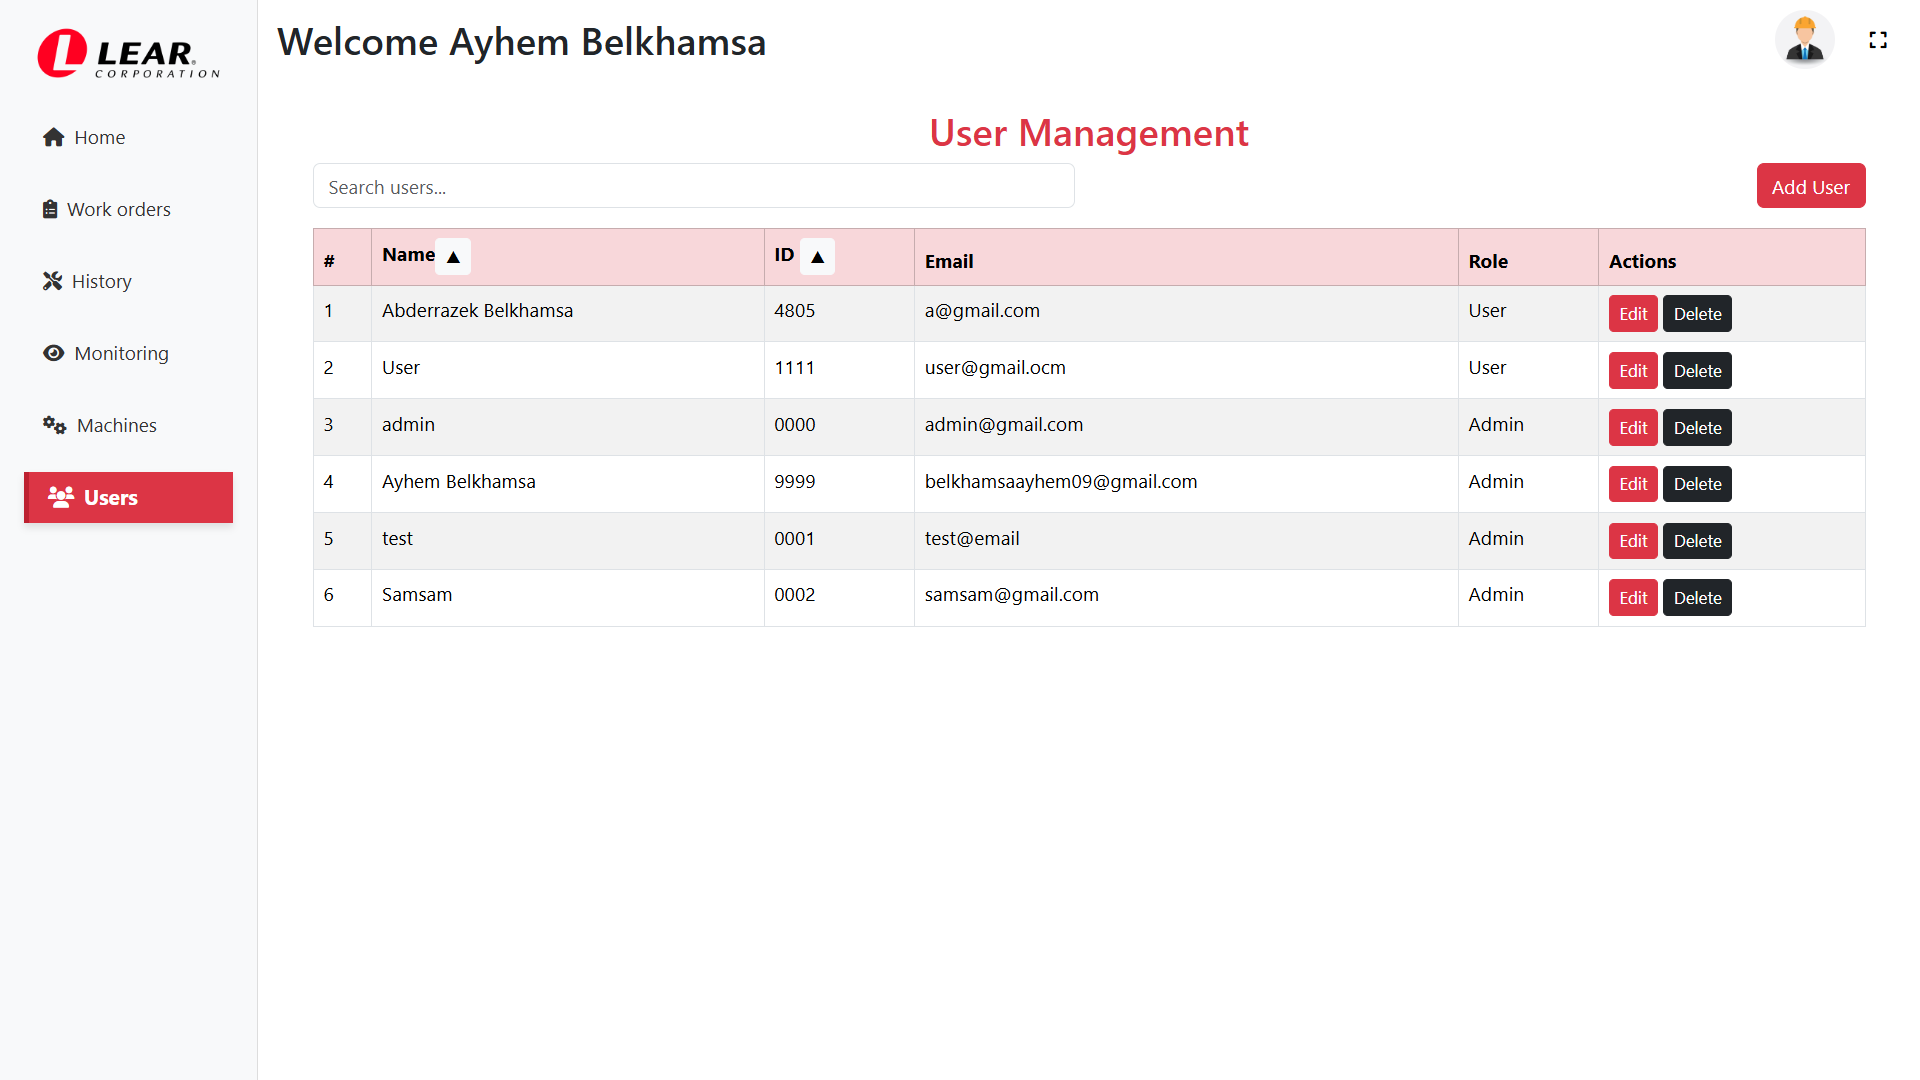 LEAR.
CORPORATION
Welcome Ayhem Belkhamsa
Home
Work orders
History
Monitoring
Machines
Users
User Management
Search users...
Add User
# Name ▲ ID ▲ Email Role Actions
1 Abderrazek Belkhamsa 4805 a@gmail.com User Edit Delete
2 User 1111 user@gmail.ocm User Edit Delete
3 admin 0000 admin@gmail.com Admin Edit Delete
4 Ayhem Belkhamsa 9999 belkhamsaayhem09@gmail.com Admin Edit Delete
5 test 0001 test@email Admin Edit Delete
6 Samsam 0002 samsam@gmail.com Admin Edit Delete